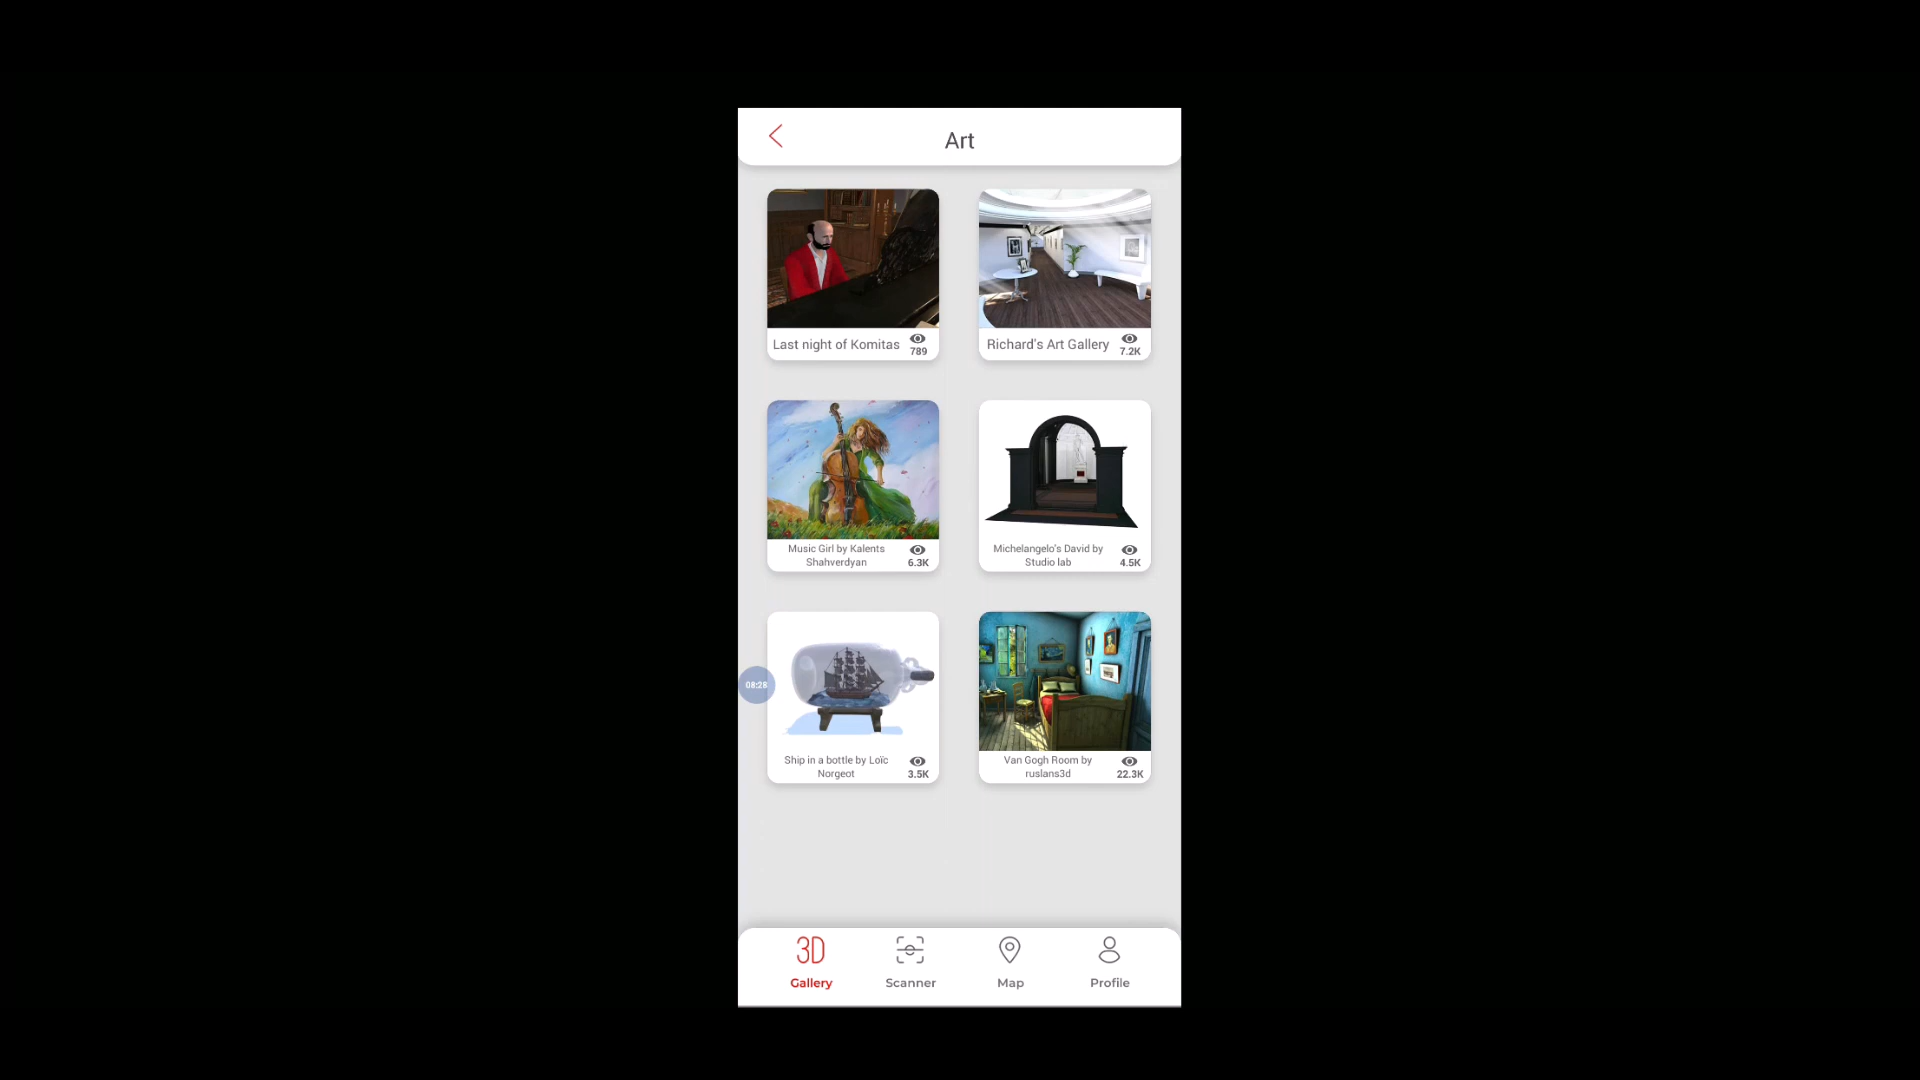 Art
Last night of Komitas
789
Richard's Art Gallery
7.2K
Music Girl by Kalents
Shahverdyan
6.3K
Michelangelo's David by
Studio lab
4.5K
08:28
Ship in a bottle by Loïc
Norgeot
3.5K
Van Gogh Room by
ruslans3d
22.3K
3D
Gallery
Scanner
Map
Profile